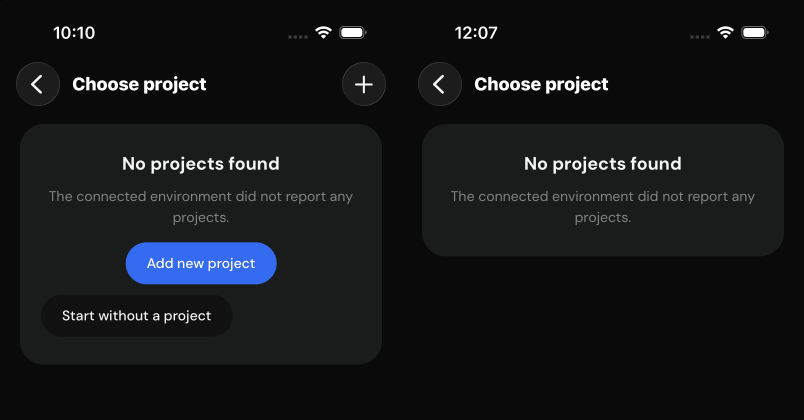 10:10
Choose project
No projects found
The connected environment did not report any
projects.
Add new project
Start without a project
12:07
Choose project
No projects found
The connected environment did not report any
projects.